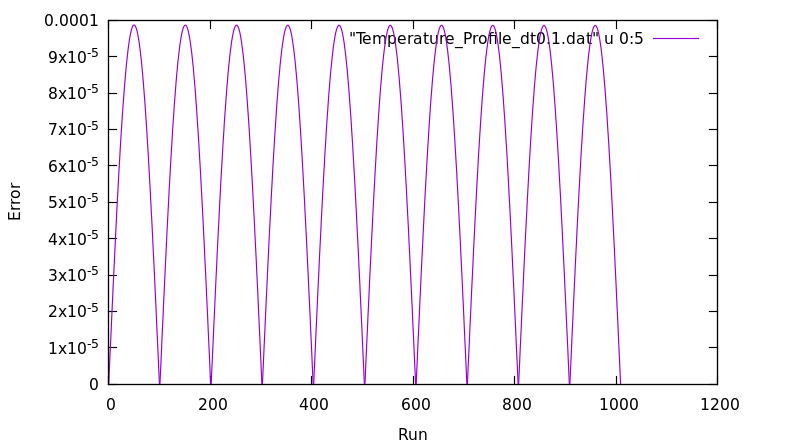 0.0001
"Temperature_Profile_dt0.1.dat" u 0:5
9x10-5
8x10-5
7x10-5
6x10-5
5x10-5
4x10-5
3x10-5
2x10-5
1x10-5
0
Error
0 200 400 600 800 1000 1200
Run